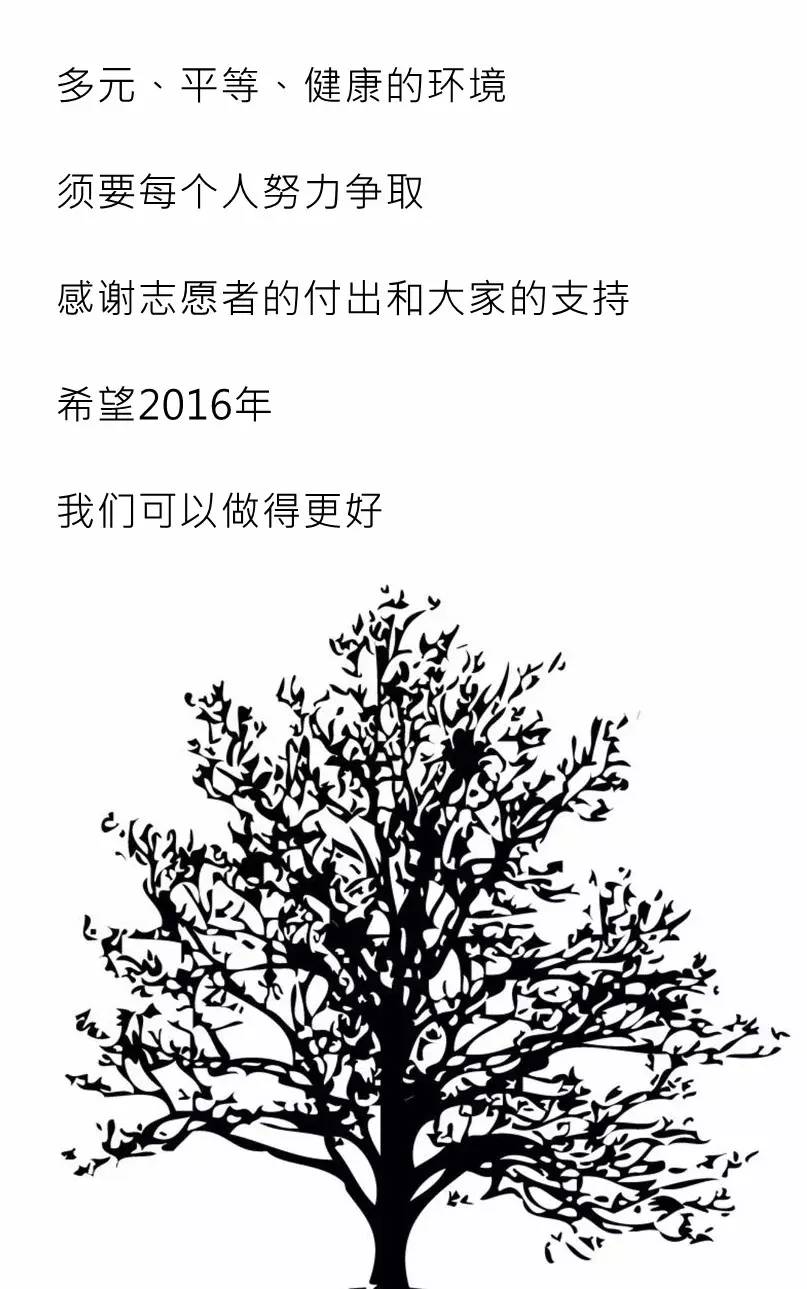 多元、平等、健康的环境
须要每个人努力争取
感谢志愿者的付出和大家的支持
希望2016年
我们可以做得更好